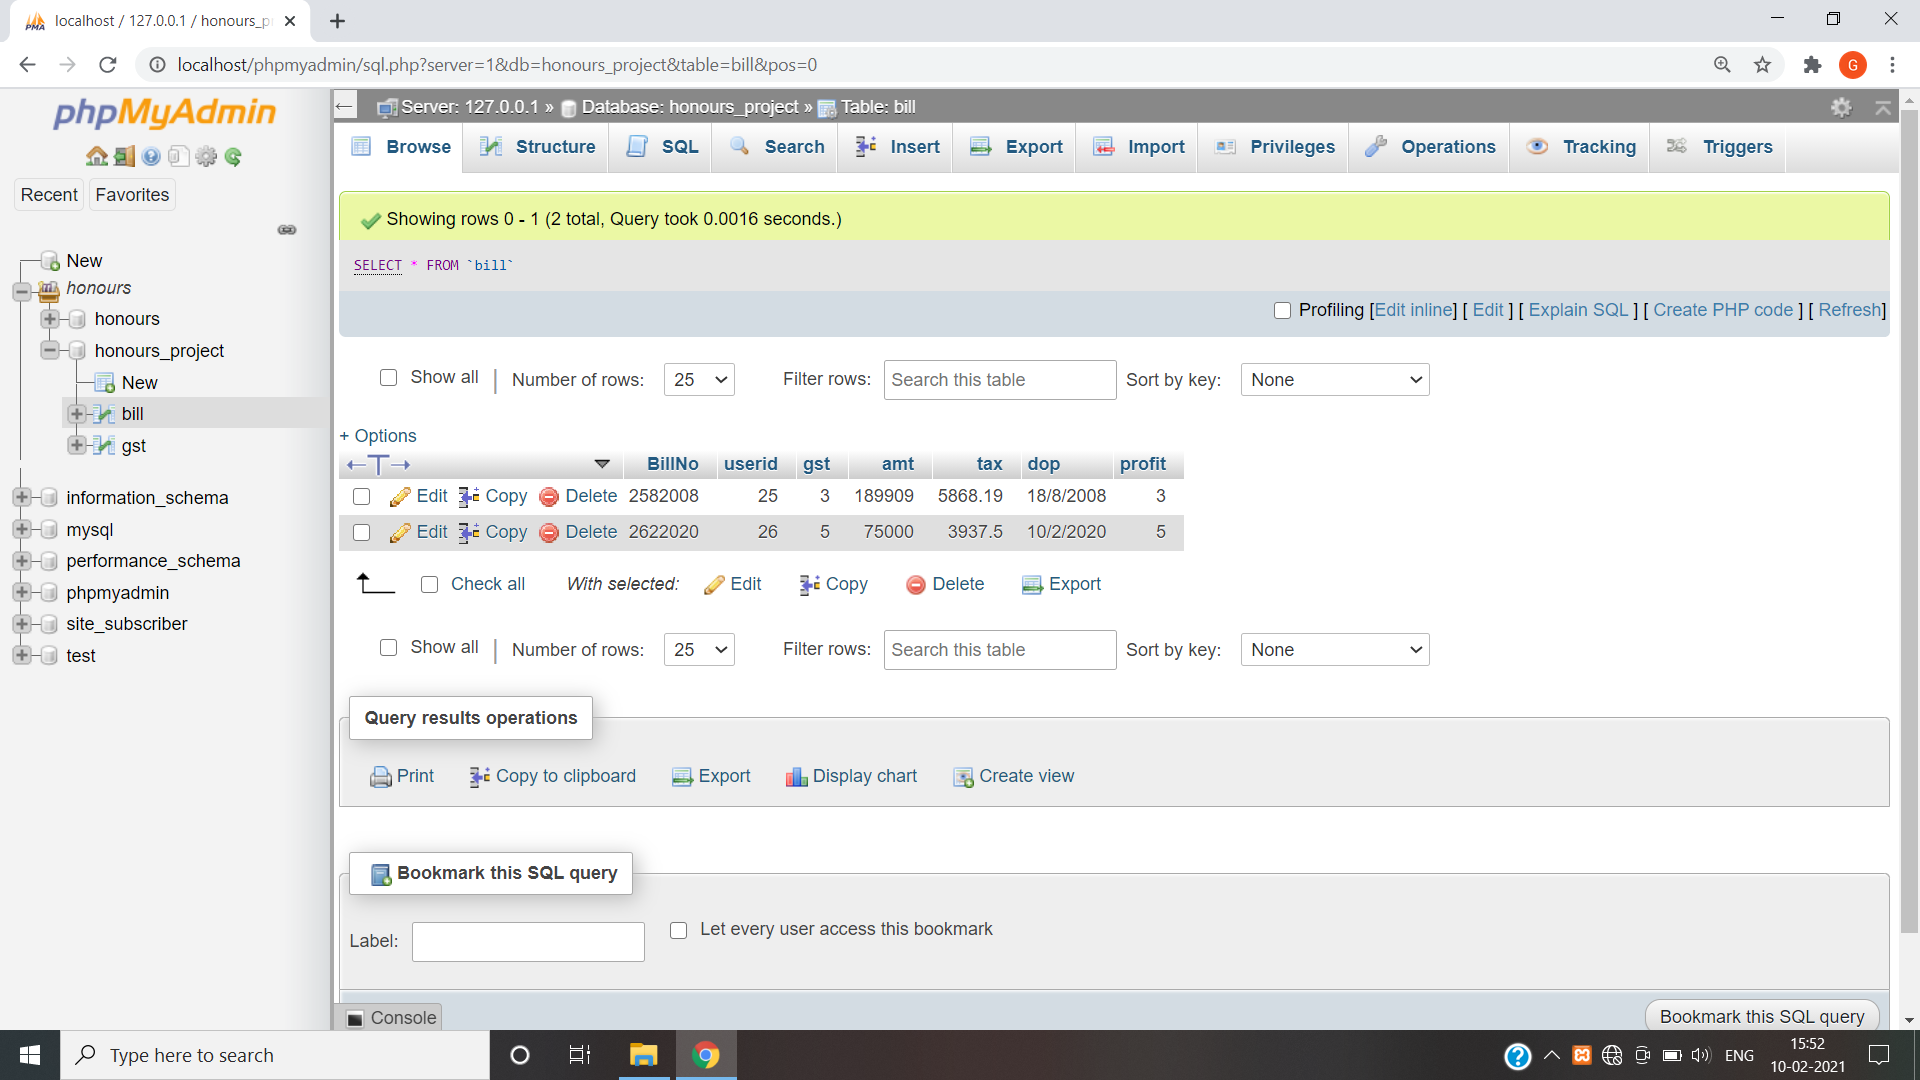 localhost / 127.0.0.1 / honours_p
localhost/phpmyadmin/sql.php?server=1&db=honours_project&table=bill&pos=0
G
phpMyAdmin
Recent Favorites
New
honours
honours
honours_project
New
bill
gst
information_schema
mysql
performance_schema
phpmyadmin
site_subscriber
test
Server: 127.0.0.1 » Database: honours_project » Table: bill
Browse Structure SQL Search Insert Export Import Privileges Operations Tracking Triggers
Showing rows 0 - 1 (2 total, Query took 0.0016 seconds.)
SELECT * FROM `bill`
Profiling [Edit inline] [ Edit ] [ Explain SQL ] [ Create PHP code ] [ Refresh]
Show all | Number of rows: 25 Filter rows: Search this table Sort by key: None
+ Options
←T→ BillNo userid gst amt tax dop profit
Edit Copy Delete 2582008 25 3 189909 5868.19 18/8/2008 3
Edit Copy Delete 2622020 26 5 75000 3937.5 10/2/2020 5
Check all With selected: Edit Copy Delete Export
Show all | Number of rows: 25 Filter rows: Search this table Sort by key: None
Query results operations
Print Copy to clipboard Export Display chart Create view
Bookmark this SQL query
Label: Let every user access this bookmark
Console
Bookmark this SQL query
Type here to search
ENG
15:52
10-02-2021